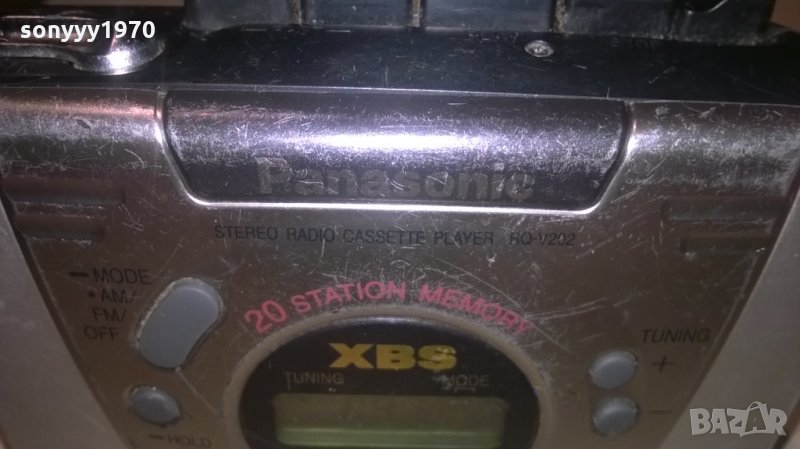 sonyyy1970
Panasonic
STEREO RADIO CASSETTE PLAYER RQ-V202
MODE
•AM/
FM/
OFF
20 STATION MEMORY
XBS
TUNING MODE
TUNING
+
−
HOLD
BAZAR